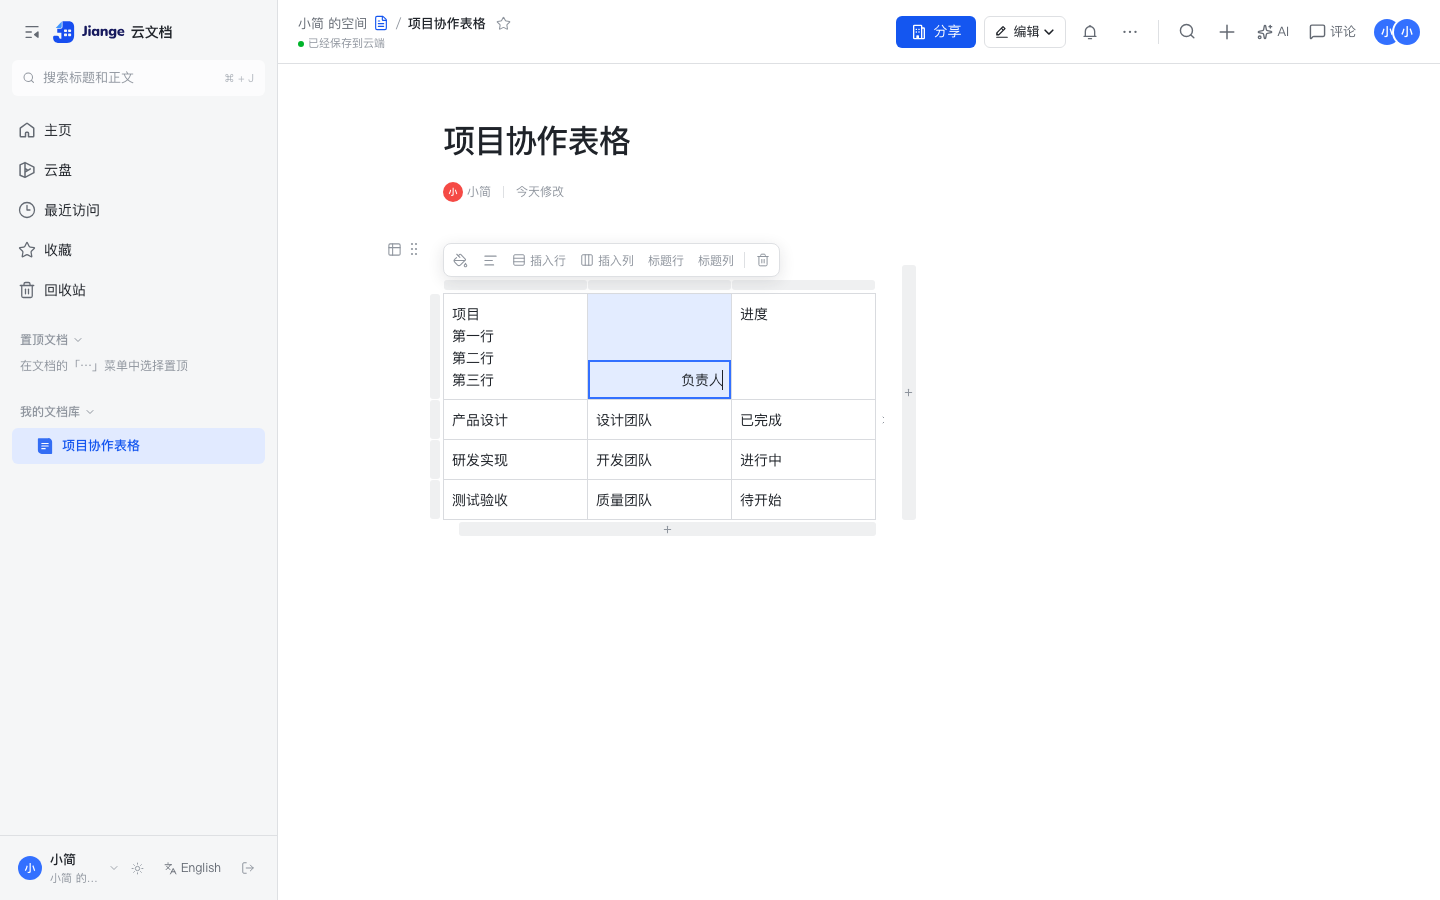 Jiange 云文档
搜索标题和正文 ⌘ + J
主页
云盘
最近访问
收藏
回收站
置顶文档
在文档的「…」菜单中选择置顶
我的文档库
项目协作表格
小 小简
小简 的...
English
小简 的空间 / 项目协作表格
已经保存到云端
分享 编辑 AI 评论 小 小
项目协作表格
小 小简 今天修改
插入行 插入列 标题行 标题列
项目
第一行
第二行
第三行
负责人
进度
产品设计 设计团队 已完成
研发实现 开发团队 进行中
测试验收 质量团队 待开始